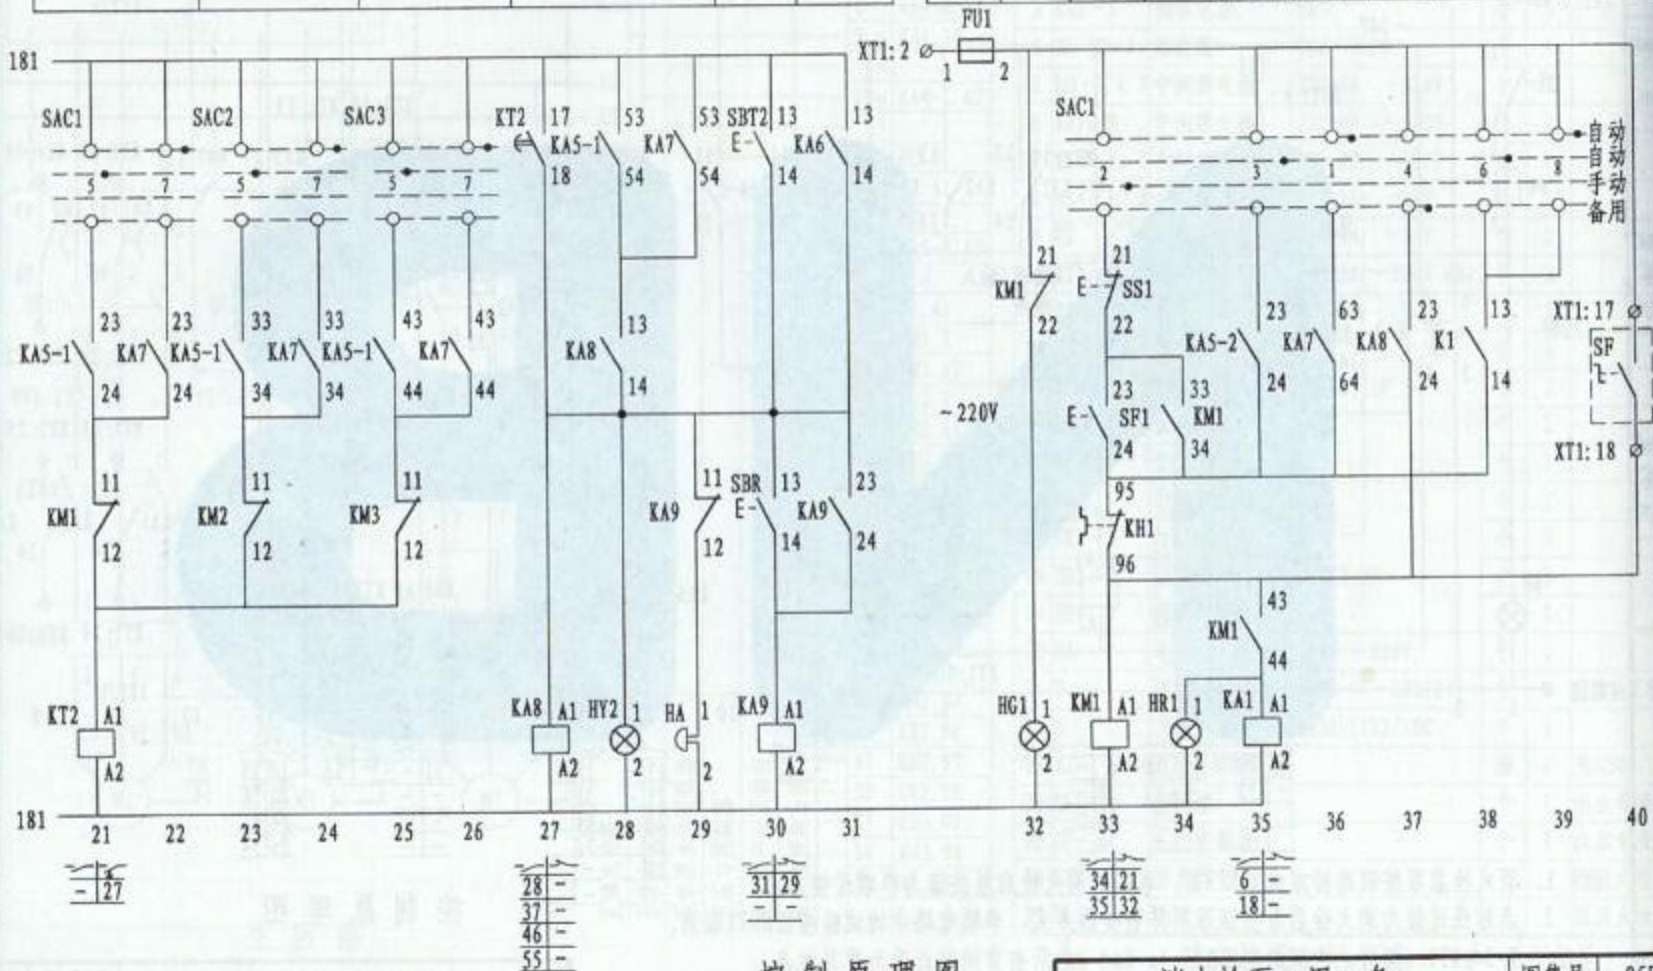 FU1
181
XT1: 2
1 2
SAC1 SAC2 SAC3 KT2 17 53 53 SBT2 13 13
SAC1
KA5-1 KA7 E- KA6
18 54 54 14 14
自动
自动
手动
备用
5 7 5 7 5 7
2 3 1 4 6 8
21 21
KM1 E- SS1
22 22
23 23 33 33 43 43 13
23 63 23 13 XT1: 17
KA5-1 KA7 KA5-1 KA7 KA5-1 KA7 KA8
KA5-2 KA7 KA8 K1 SF
24 24 34 34 44 44 14
24 64 24 14
~220V
23 33
E- SF1 KM1
24 34
XT1: 18
11 11 11 11 SBR 13 23
95
KM1 KM2 KM3 KA9 E- KA9
KH1
12 12 12 12 14 24
96
43
KM1
44
KT2 A1 KA8 A1 HY2 1 HA 1 KA9 A1
HG1 1 KM1 A1 HR1 1 KA1 A1
A2 A2 2 2 A2
2 A2 2 A2
181
21 22 23 24 25 26 27 28 29 30 31 32 33 34 35 36 37 38 40
- 27
28 -
37 -
46 -
55 -
31 29
- -
34 21
35 32
6 -
18 -
控制原理图
图集号